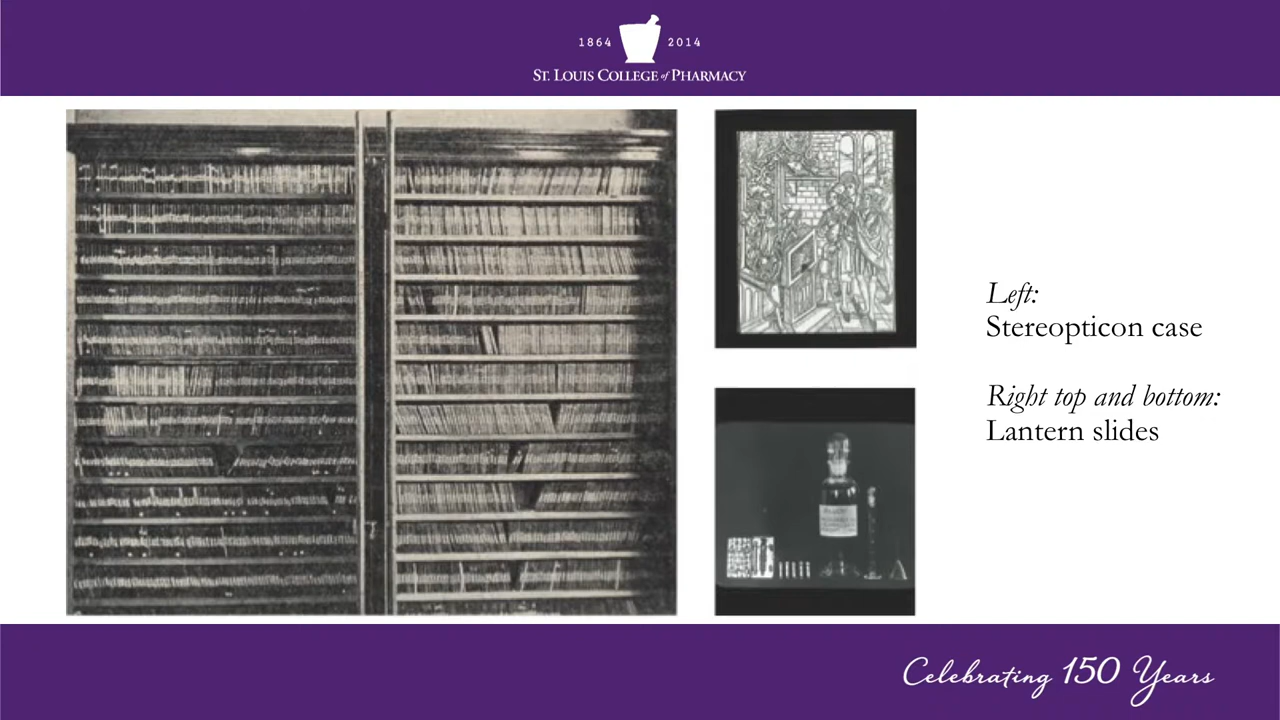 1864 2014
ST. LOUIS COLLEGE of PHARMACY
Left:
Stereopticon case
Right top and bottom:
Lantern slides
Celebrating 150 Years